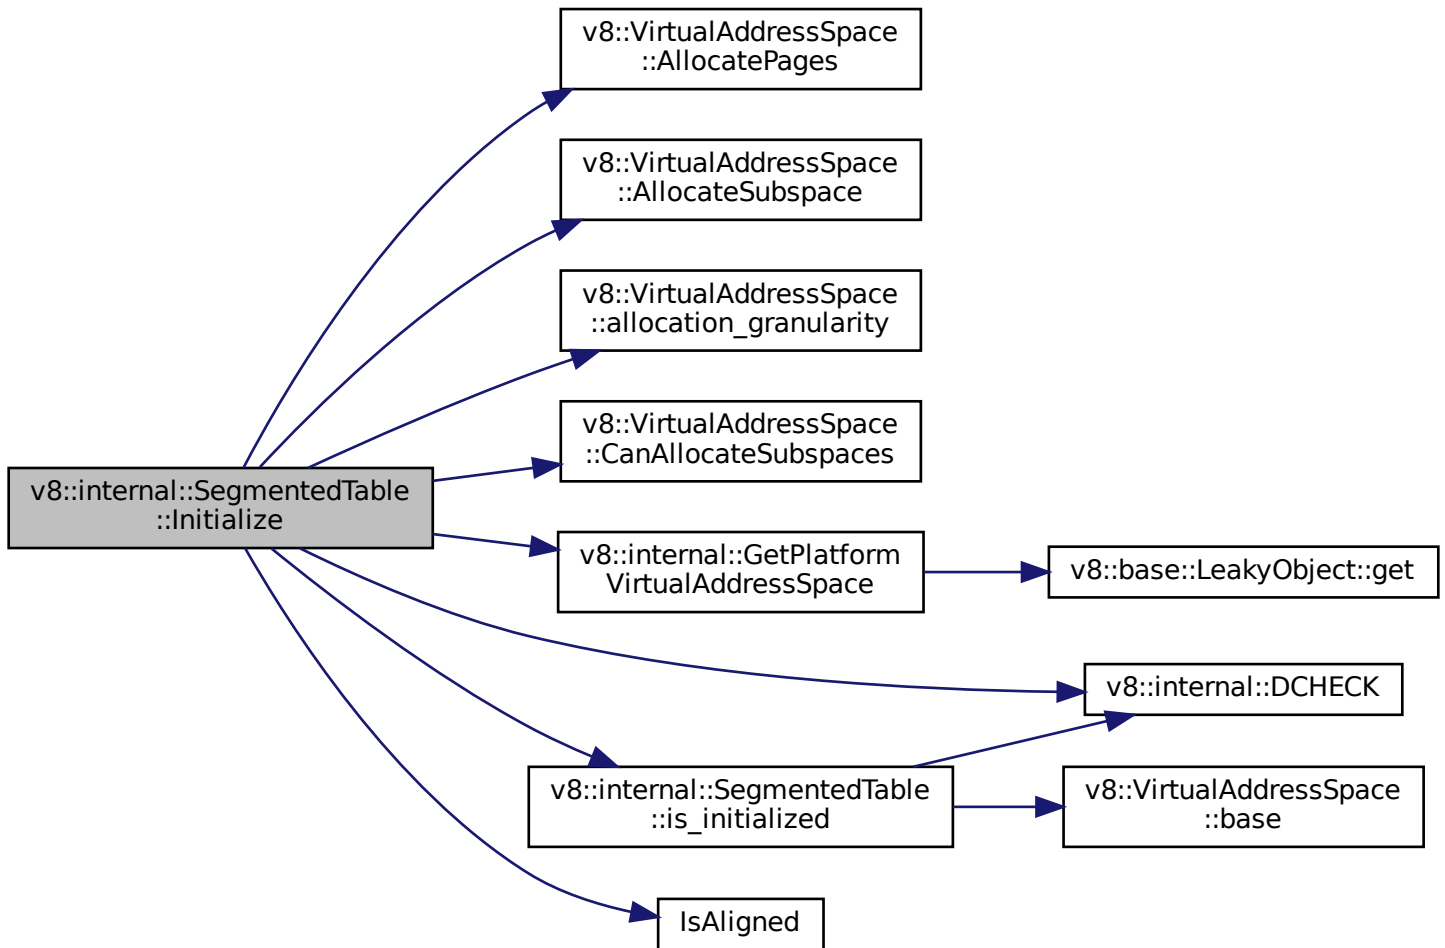 v8::VirtualAddressSpace
::AllocatePages
v8::VirtualAddressSpace
::AllocateSubspace
v8::VirtualAddressSpace
::allocation_granularity
v8::VirtualAddressSpace
::CanAllocateSubspaces
v8::internal::SegmentedTable
::Initialize
v8::internal::GetPlatform
VirtualAddressSpace
v8::base::LeakyObject::get
v8::internal::DCHECK
v8::internal::SegmentedTable
::is_initialized
v8::VirtualAddressSpace
::base
IsAligned